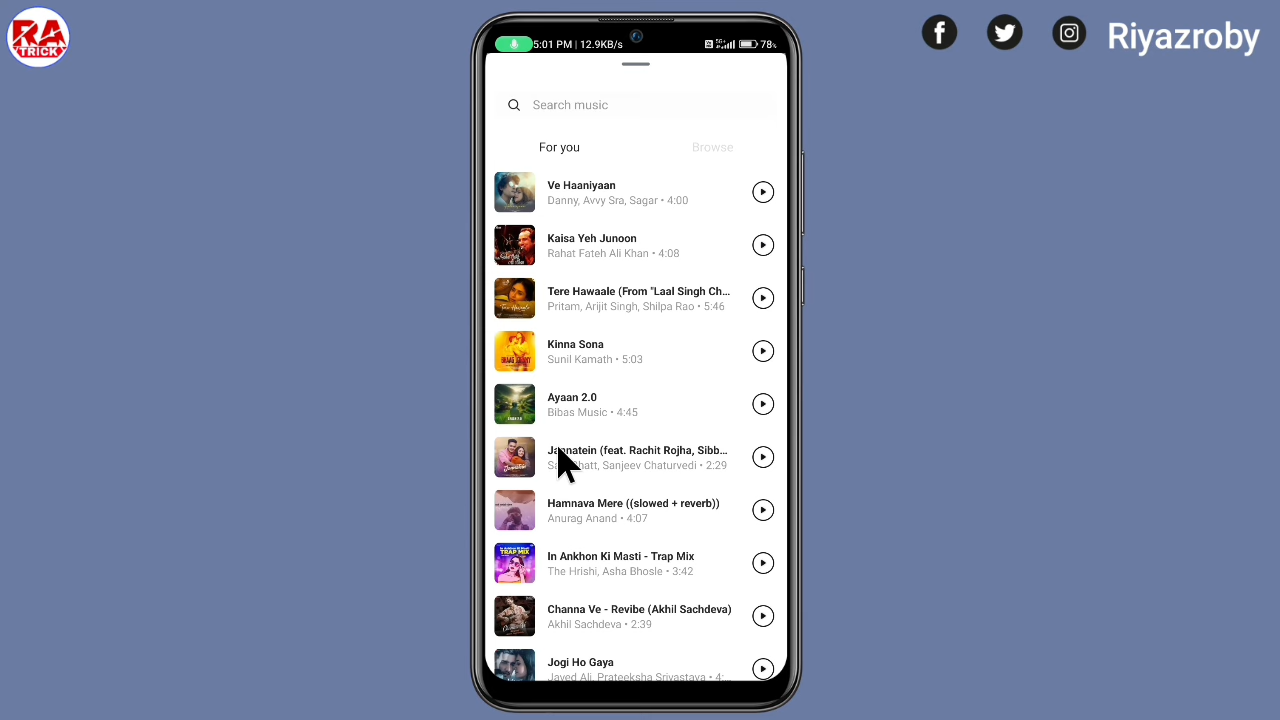 RA
TRICK
Riyazroby
5:01 PM | 12.9KB/s
5G+
78%
Search music
For you
Browse
Ve Haaniyaan
Danny, Avvy Sra, Sagar • 4:00
Kaisa Yeh Junoon
Rahat Fateh Ali Khan • 4:08
Tere Hawaale (From "Laal Singh Ch...
Pritam, Arijit Singh, Shilpa Rao • 5:46
Kinna Sona
Sunil Kamath • 5:03
Ayaan 2.0
Bibas Music • 4:45
Jannatein (feat. Rachit Rojha, Sibb...
Sanjeev Chaturvedi • 2:29
Hamnava Mere ((slowed + reverb))
Anurag Anand • 4:07
In Ankhon Ki Masti - Trap Mix
The Hrishi, Asha Bhosle • 3:42
TRAP MIX
Channa Ve - Revibe (Akhil Sachdeva)
Akhil Sachdeva • 2:39
Jogi Ho Gaya
Javed Ali, Prateeksha Srivastava • 4:...